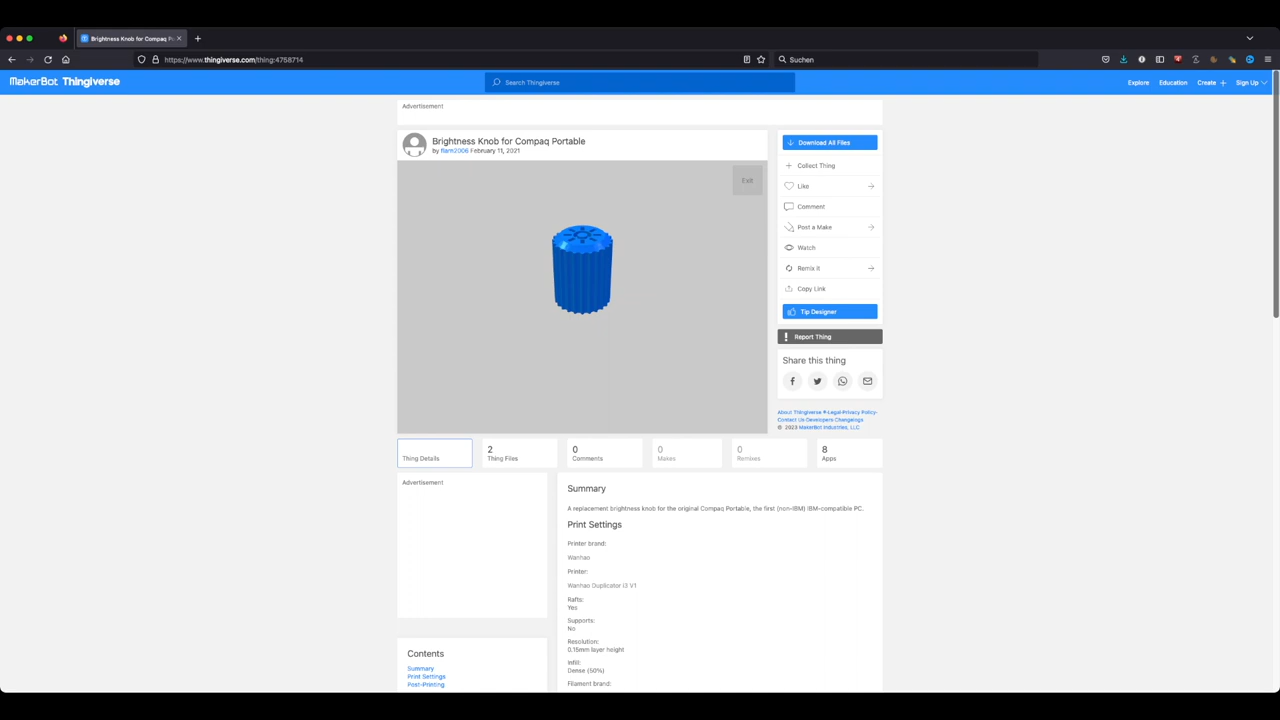 Brightness Knob for Compaq P
https://www.thingiverse.com/thing:4758714
Suchen
MakerBot Thingiverse
Search Thingiverse
Explore
Education
Create
Sign Up
Advertisement
Brightness Knob for Compaq Portable
by flarn2006 February 11, 2021
Exit
Download All Files
Collect Thing
Like
Comment
Post a Make
Watch
Remix it
Copy Link
Tip Designer
Report Thing
Share this thing
About Thingiverse ®·Legal·Privacy Policy·
Contact Us·Developers·Changelogs
© 2023 MakerBot Industries, LLC
Thing Details
2
Thing Files
0
Comments
0
Makes
0
Remixes
8
Apps
Advertisement
Contents
Summary
Print Settings
Post-Printing
Summary
A replacement brightness knob for the original Compaq Portable, the first (non-IBM) IBM-compatible PC.
Print Settings
Printer brand:
Wanhao
Printer:
Wanhao Duplicator i3 V1
Rafts:
Yes
Supports:
No
Resolution:
0.15mm layer height
Infill:
Dense (50%)
Filament brand: